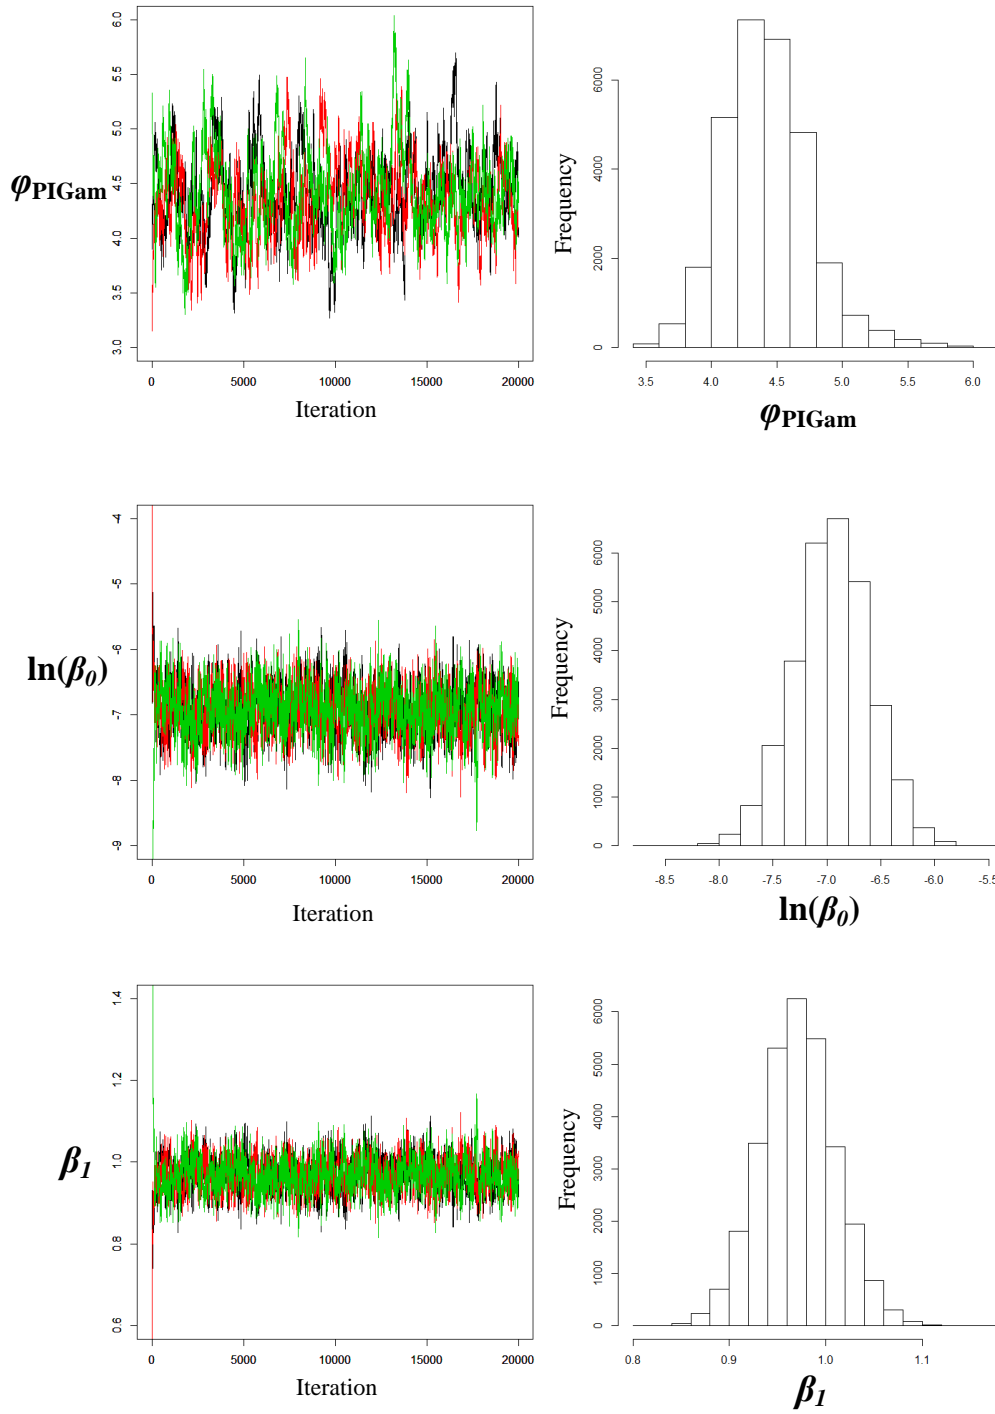 6.0
5.5
5.0
4.5
4.0
3.5
3.0
φPIGam
0 5000 10000 15000 20000
Iteration
Frequency
6000
4000
2000
0
3.5 4.0 4.5 5.0 5.5 6.0
φPIGam
-4
-5
-6
-7
-8
-9
ln(β0)
0 5000 10000 15000 20000
Iteration
Frequency
6000
5000
4000
3000
2000
1000
0
-8.5 -8.0 -7.5 -7.0 -6.5 -6.0 -5.5
ln(β0)
1.4
1.2
1.0
0.8
0.6
β1
0 5000 10000 15000 20000
Iteration
Frequency
6000
5000
4000
3000
2000
1000
0
0.8 0.9 1.0 1.1
β1